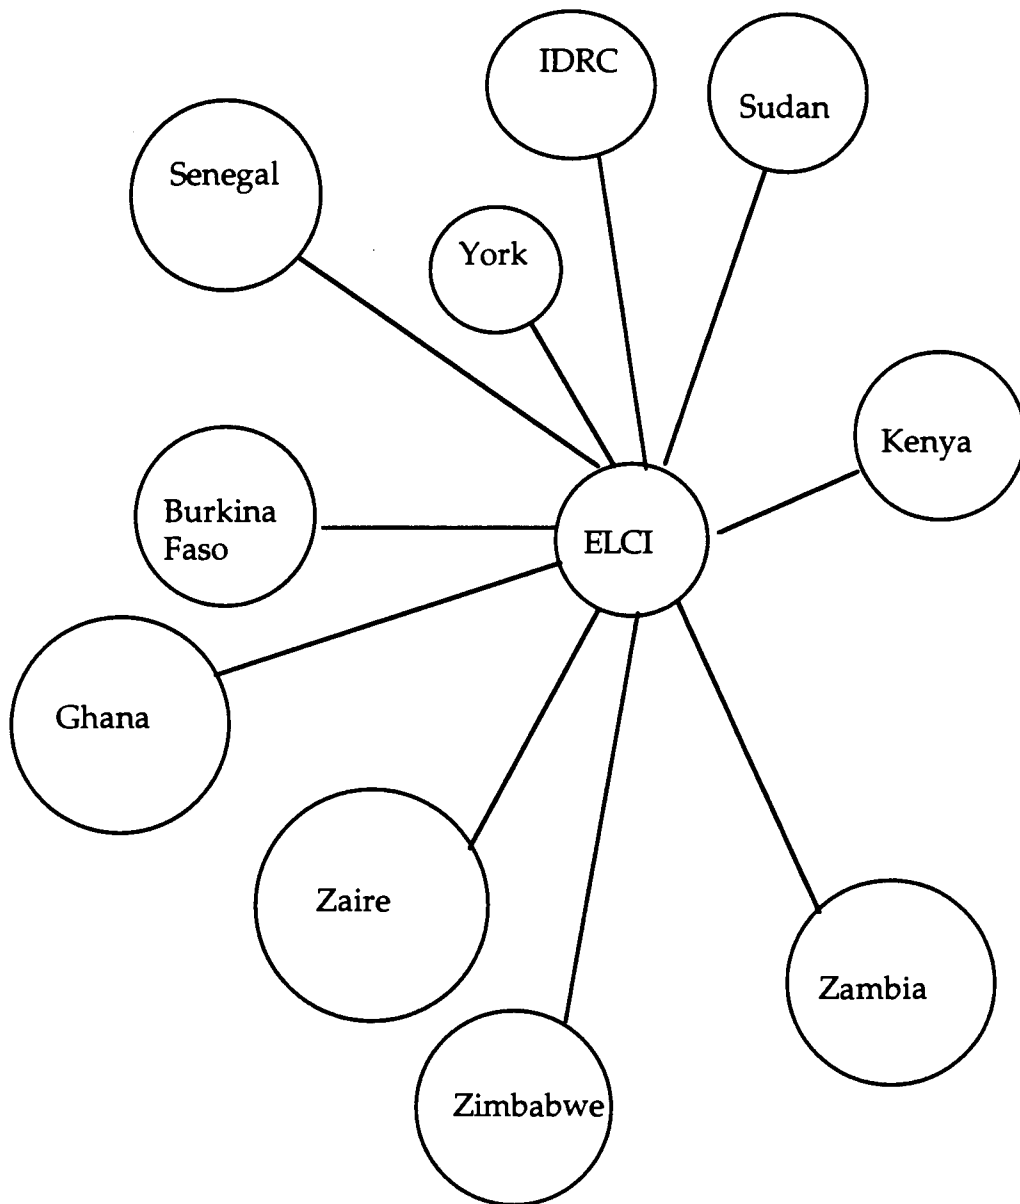 IDRC
Sudan
Senegal
York
Kenya
Burkina
Faso
ELCI
Ghana
Zaire
Zambia
Zimbabwe